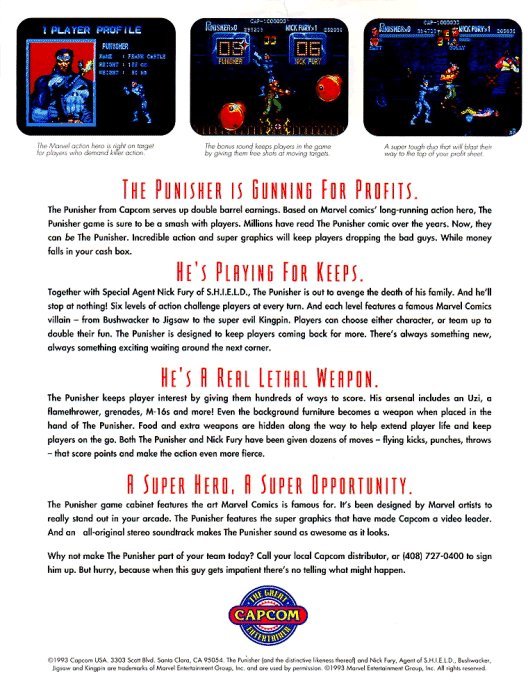 1 PLAYER PROFILE
PUNISHER
NAME : FRANK CASTLE
CAP-1000000
PUNISHER×0
NICK FURY×1
PUNISHER
NICK FURY
06
CAP-1000000
PUNISHER×0
NICK FURY×1
The Marvel action hero is right on target
for players who demand killer action.
The bonus sound keeps players in the game
by giving them free shots at moving targets.
A super tough duo that will blast their
way to the top of your profit sheet.
THE PUNISHER IS GUNNING FOR PROFITS.
The Punisher from Capcom serves up double barrel earnings. Based on Marvel comics' long-running action hero, The
Punisher game is sure to be a smash with players. Millions have read The Punisher comic over the years. Now, they
can be The Punisher. Incredible action and super graphics will keep players dropping the bad guys. While money
falls in your cash box.
HE'S PLAYING FOR KEEPS.
Together with Special Agent Nick Fury of S.H.I.E.L.D., The Punisher is out to avenge the death of his family. And he'll
stop at nothing! Six levels of action challenge players at every turn. And each level features a famous Marvel Comics
villain – from Bushwacker to Jigsaw to the super evil Kingpin. Players can choose either character, or team up to
double their fun. The Punisher is designed to keep players coming back for more. There's always something new,
always something exciting waiting around the next corner.
HE'S A REAL LETHAL WEAPON.
The Punisher keeps player interest by giving them hundreds of ways to score. His arsenal includes an Uzi, a
flamethrower, grenades, M-16s and more! Even the background furniture becomes a weapon when placed in the
hand of The Punisher. Food and extra weapons are hidden along the way to help extend player life and keep
players on the go. Both The Punisher and Nick Fury have been given dozens of moves – flying kicks, punches, throws
– that score points and make the action even more fierce.
A SUPER HERO, A SUPER OPPORTUNITY.
The Punisher game cabinet features the art Marvel Comics is famous for. It's been designed by Marvel artists to
really stand out in your arcade. The Punisher features the super graphics that have made Capcom a video leader.
And an all-original stereo soundtrack makes The Punisher sound as awesome as it looks.
Why not make The Punisher part of your team today? Call your local Capcom distributor, or (408) 727-0400 to sign
him up. But hurry, because when this guy gets impatient there's no telling what might happen.
THE GREAT
CAPCOM
ENTERTAINER
©1993 Capcom USA. 3303 Scott Blvd. Santa Clara, CA 95054. The Punisher (and the distinctive likeness thereof) and Nick Fury, Agent of S.H.I.E.L.D., Bushwacker,
Jigsaw and Kingpin are trademarks of Marvel Entertainment Group, Inc. and are used by permission. ©1993 Marvel Entertainment Group, Inc. All rights reserved.